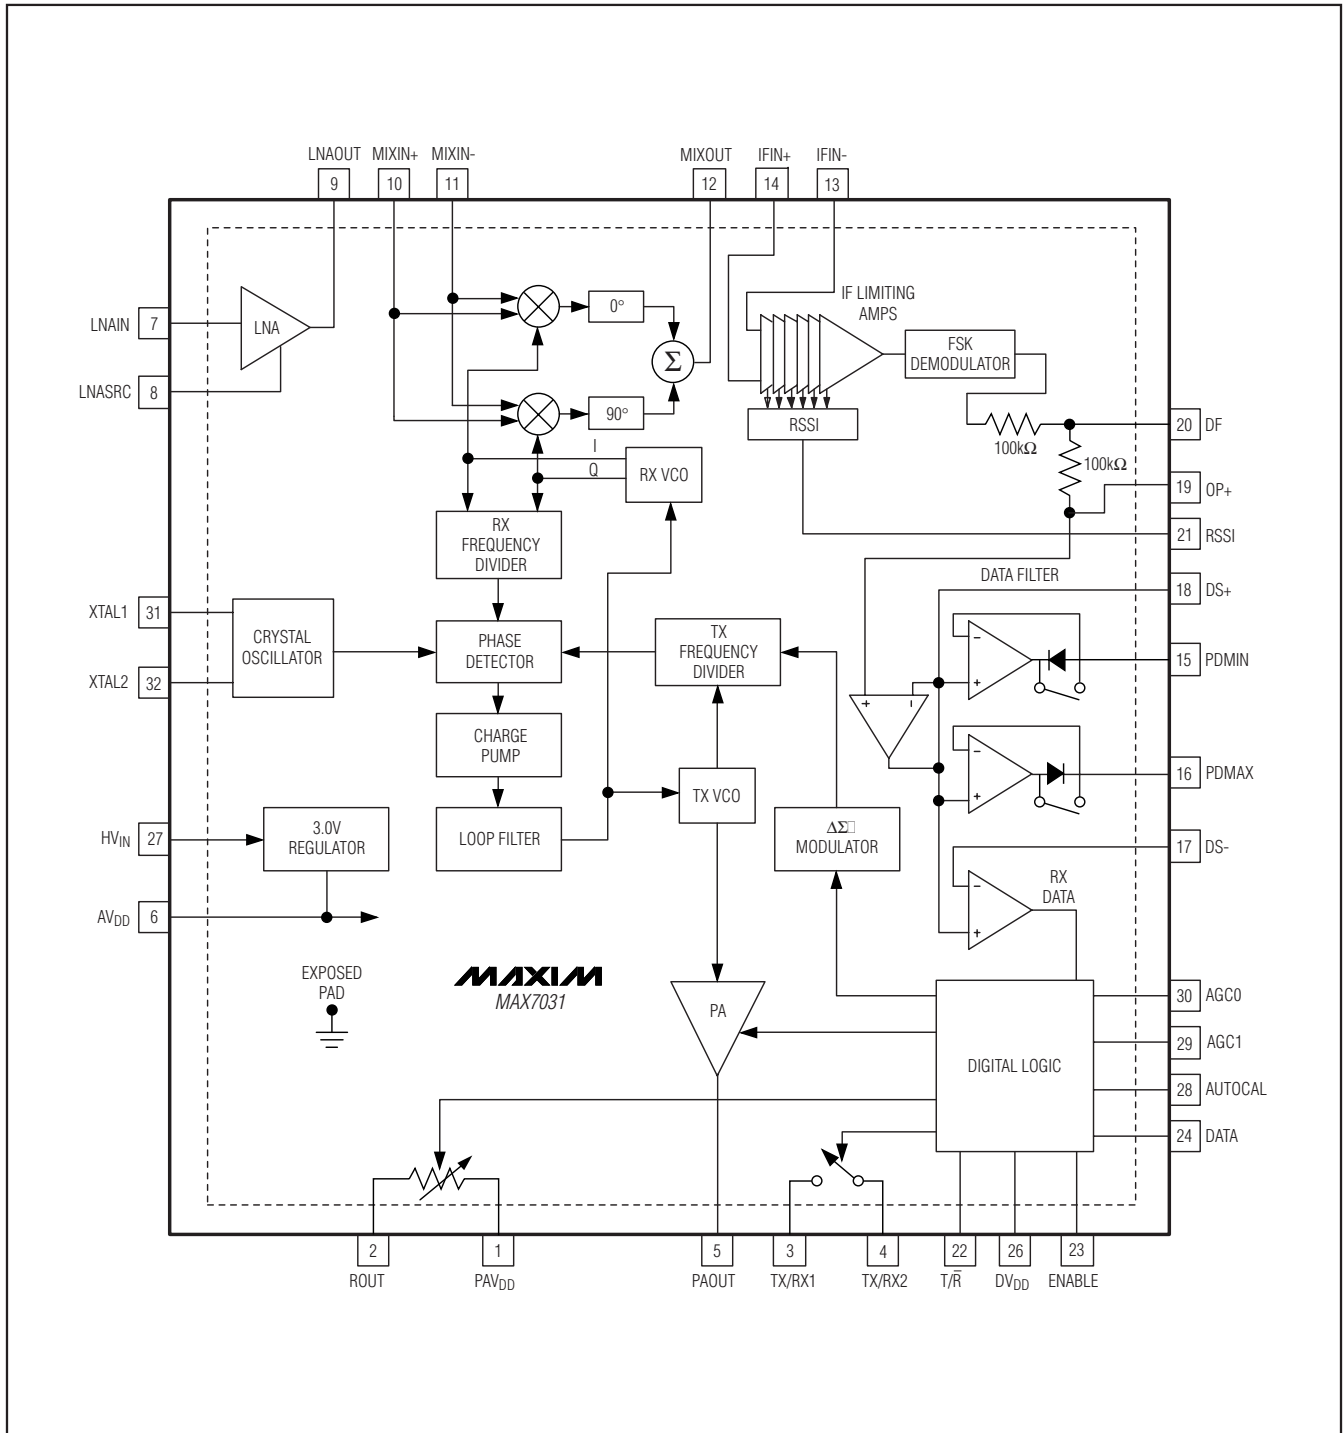 LNAOUT MIXIN+ MIXIN- MIXOUT IFIN+ IFIN-
9 10 11 12 14 13
LNAIN 7
LNA
LNASRC 8
0°
Σ
90°
I
Q
RX VCO
IF LIMITING
AMPS
FSK
DEMODULATOR
RSSI
100kΩ
100kΩ
20 DF
19 OP+
21 RSSI
RX
FREQUENCY
DIVIDER
DATA FILTER
18 DS+
XTAL1 31
XTAL2 32
CRYSTAL
OSCILLATOR
PHASE
DETECTOR
TX
FREQUENCY
DIVIDER
−
+
15 PDMIN
+ −
CHARGE
PUMP
TX VCO
−
+
16 PDMAX
HVIN 27
3.0V
REGULATOR
LOOP FILTER
ΔΣ□
MODULATOR
17 DS-
−
+
RX
DATA
AVDD 6
EXPOSED
PAD
MAXIM
MAX7031
PA
DIGITAL LOGIC
30 AGC0
29 AGC1
28 AUTOCAL
24 DATA
2 1 5 3 4 22 26 23
ROUT PAVDD PAOUT TX/RX1 TX/RX2 T/R̅ DVDD ENABLE